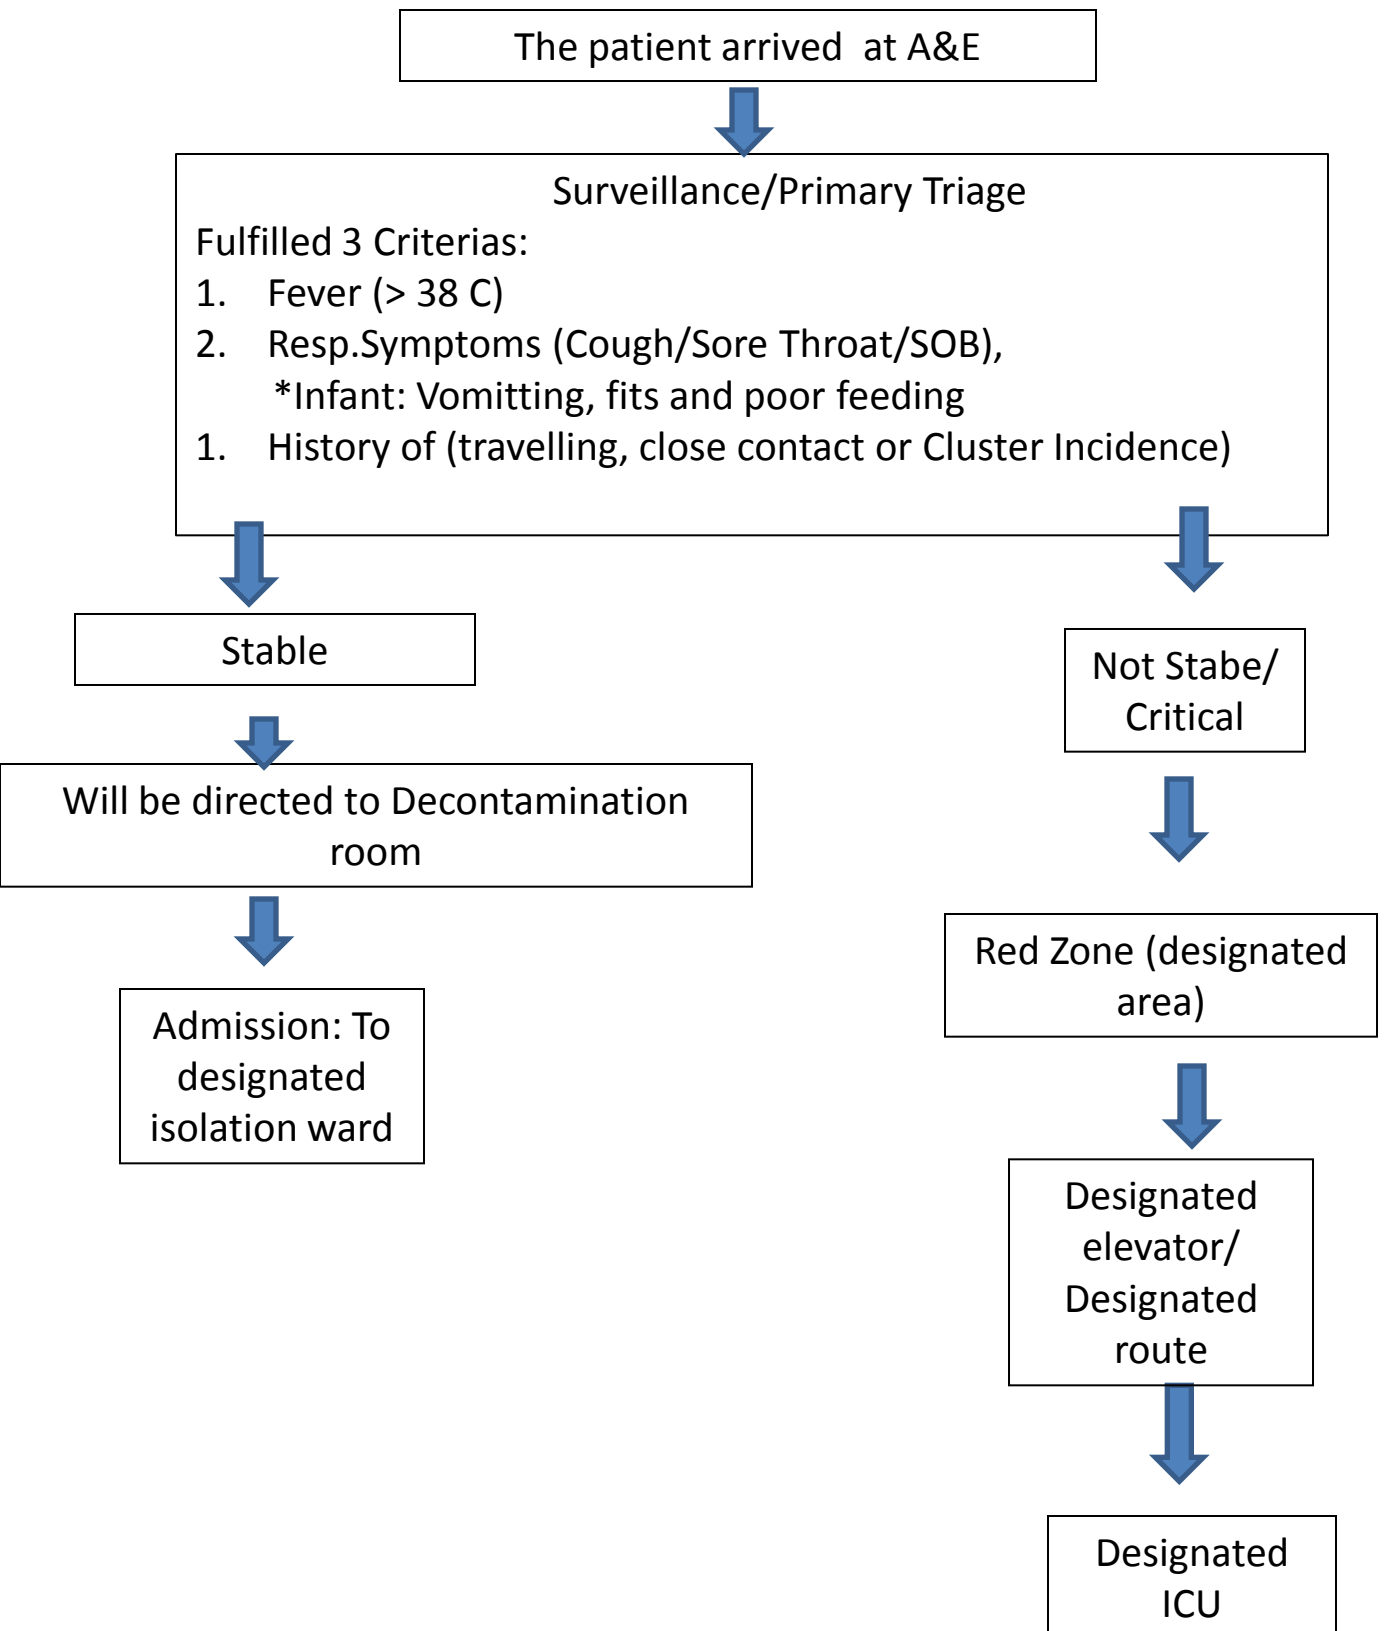 The patient arrived  at A&E
Surveillance/Primary Triage
Fulfilled 3 Criterias:
1. Fever (> 38 C)
2. Resp.Symptoms (Cough/Sore Throat/SOB),
*Infant: Vomitting, fits and poor feeding
1. History of (travelling, close contact or Cluster Incidence)
Stable
Will be directed to Decontamination
room
Admission: To
designated
isolation ward
Not Stabe/
Critical
Red Zone (designated
area)
Designated
elevator/
Designated
route
Designated
ICU